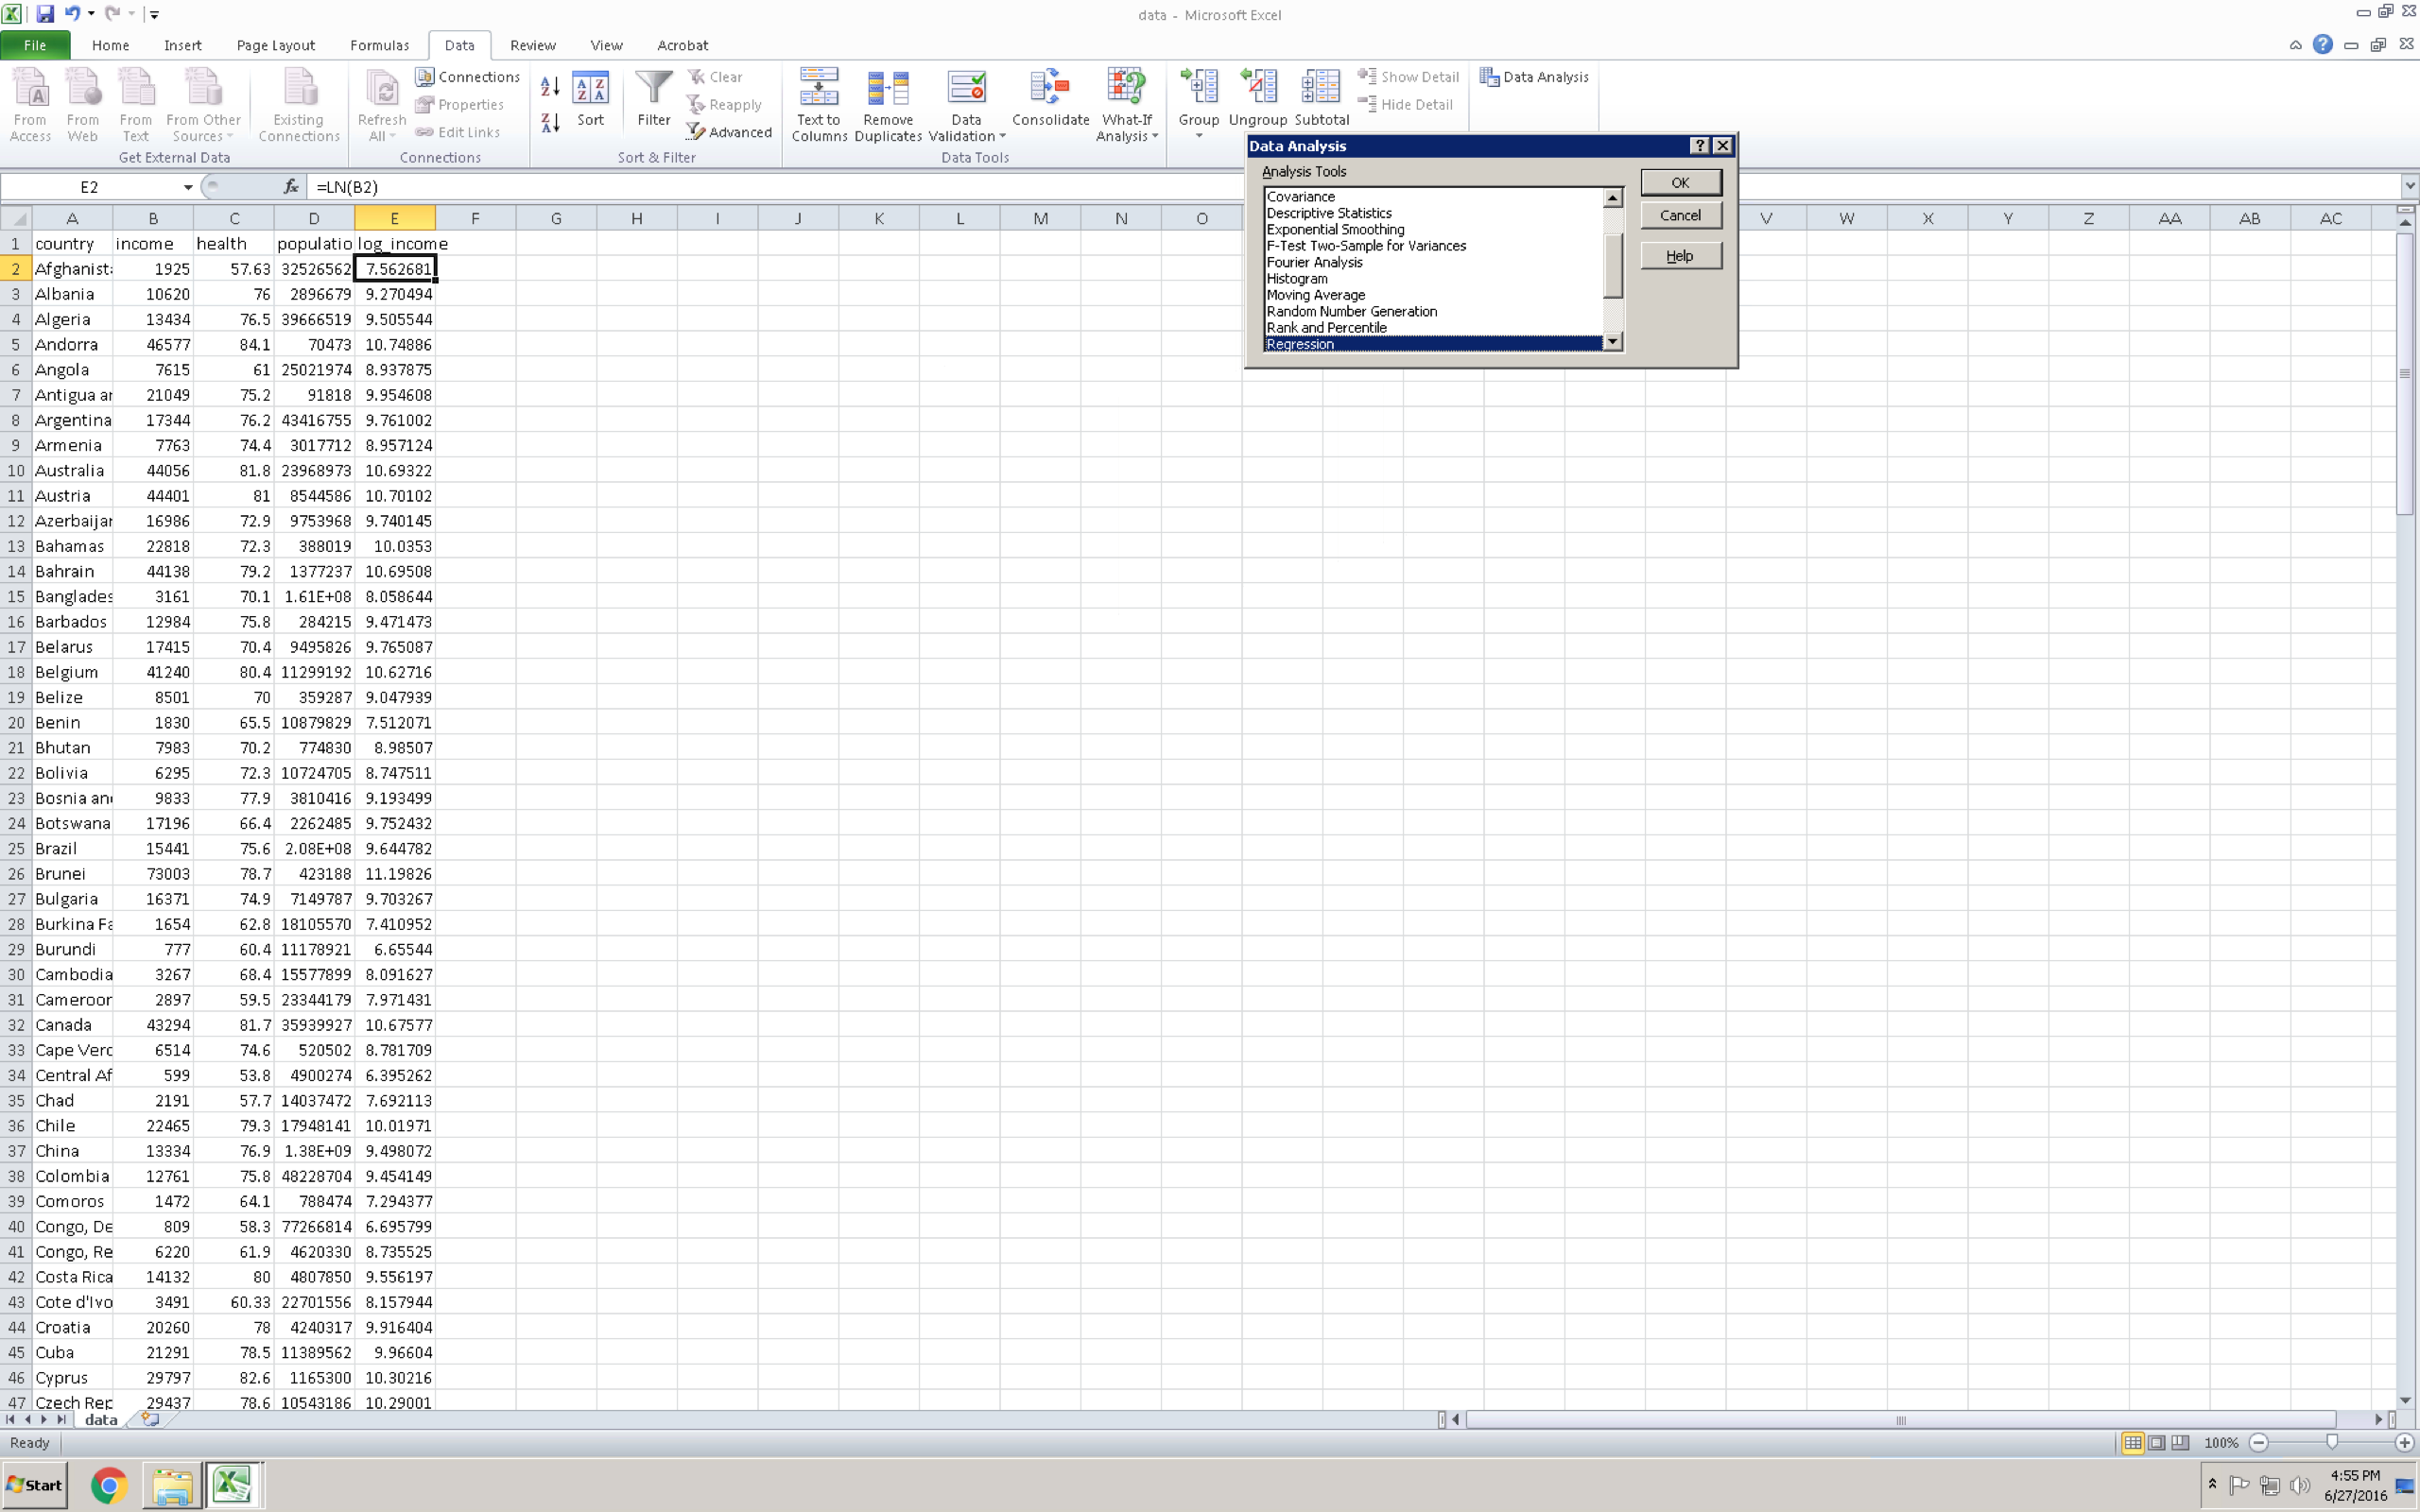 data - Microsoft Excel
File Home Insert Page Layout Formulas Data Review View Acrobat
From Access From Web From Text From Other Sources Existing Connections Refresh All Connections Properties Edit Links Sort Filter Clear Reapply Advanced Text to Columns Remove Duplicates Data Validation Consolidate What-If Analysis Group Ungroup Subtotal Show Detail Hide Detail Data Analysis
Get External Data Connections Sort & Filter Data Tools
E2 fx =LN(B2)
Data Analysis
Analysis Tools
Covariance
Descriptive Statistics
Exponential Smoothing
F-Test Two-Sample for Variances
Fourier Analysis
Histogram
Moving Average
Random Number Generation
Rank and Percentile
Regression
OK
Cancel
Help
A B C D E F G H I J K L M N O V W X Y Z AA AB AC
1 country income health populatio log_income
2 Afghanist 1925 57.63 32526562 7.562681
3 Albania 10620 76 2896679 9.270494
4 Algeria 13434 76.5 39666519 9.505544
5 Andorra 46577 84.1 70473 10.74886
6 Angola 7615 61 25021974 8.937875
7 Antigua ar 21049 75.2 91818 9.954608
8 Argentina 17344 76.2 43416755 9.761002
9 Armenia 7763 74.4 3017712 8.957124
10 Australia 44056 81.8 23968973 10.69322
11 Austria 44401 81 8544586 10.70102
12 Azerbaijar 16986 72.9 9753968 9.740145
13 Bahamas 22818 72.3 388019 10.0353
14 Bahrain 44138 79.2 1377237 10.69508
15 Banglades 3161 70.1 1.61E+08 8.058644
16 Barbados 12984 75.8 284215 9.471473
17 Belarus 17415 70.4 9495826 9.765087
18 Belgium 41240 80.4 11299192 10.62716
19 Belize 8501 70 359287 9.047939
20 Benin 1830 65.5 10879829 7.512071
21 Bhutan 7983 70.2 774830 8.98507
22 Bolivia 6295 72.3 10724705 8.747511
23 Bosnia an 9833 77.9 3810416 9.193499
24 Botswana 17196 66.4 2262485 9.752432
25 Brazil 15441 75.6 2.08E+08 9.644782
26 Brunei 73003 78.7 423188 11.19826
27 Bulgaria 16371 74.9 7149787 9.703267
28 Burkina Fa 1654 62.8 18105570 7.410952
29 Burundi 777 60.4 11178921 6.65544
30 Cambodia 3267 68.4 15577899 8.091627
31 Cameroor 2897 59.5 23344179 7.971431
32 Canada 43294 81.7 35939927 10.67577
33 Cape Verc 6514 74.6 520502 8.781709
34 Central Af 599 53.8 4900274 6.395262
35 Chad 2191 57.7 14037472 7.692113
36 Chile 22465 79.3 17948141 10.01971
37 China 13334 76.9 1.38E+09 9.498072
38 Colombia 12761 75.8 48228704 9.454149
39 Comoros 1472 64.1 788474 7.294377
40 Congo, De 809 58.3 77266814 6.695799
41 Congo, Re 6220 61.9 4620330 8.735525
42 Costa Rica 14132 80 4807850 9.556197
43 Cote d'Ivo 3491 60.33 22701556 8.157944
44 Croatia 20260 78 4240317 9.916404
45 Cuba 21291 78.5 11389562 9.96604
46 Cyprus 29797 82.6 1165300 10.30216
47 Czech Rep 29437 78.6 10543186 10.29001
data
Ready 100%
Start 4:55 PM
6/27/2016